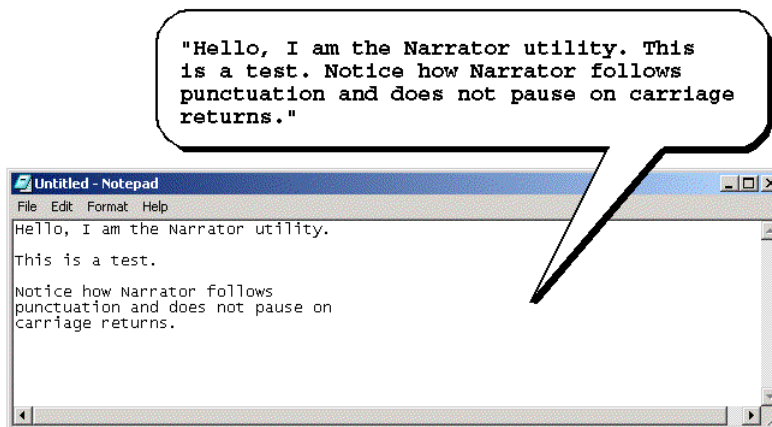 "Hello, I am the Narrator utility. This
is a test. Notice how Narrator follows
punctuation and does not pause on carriage
returns."
Untitled - Notepad
File Edit Format Help
Hello, I am the Narrator utility.
This is a test.
Notice how Narrator follows
punctuation and does not pause on
carriage returns.